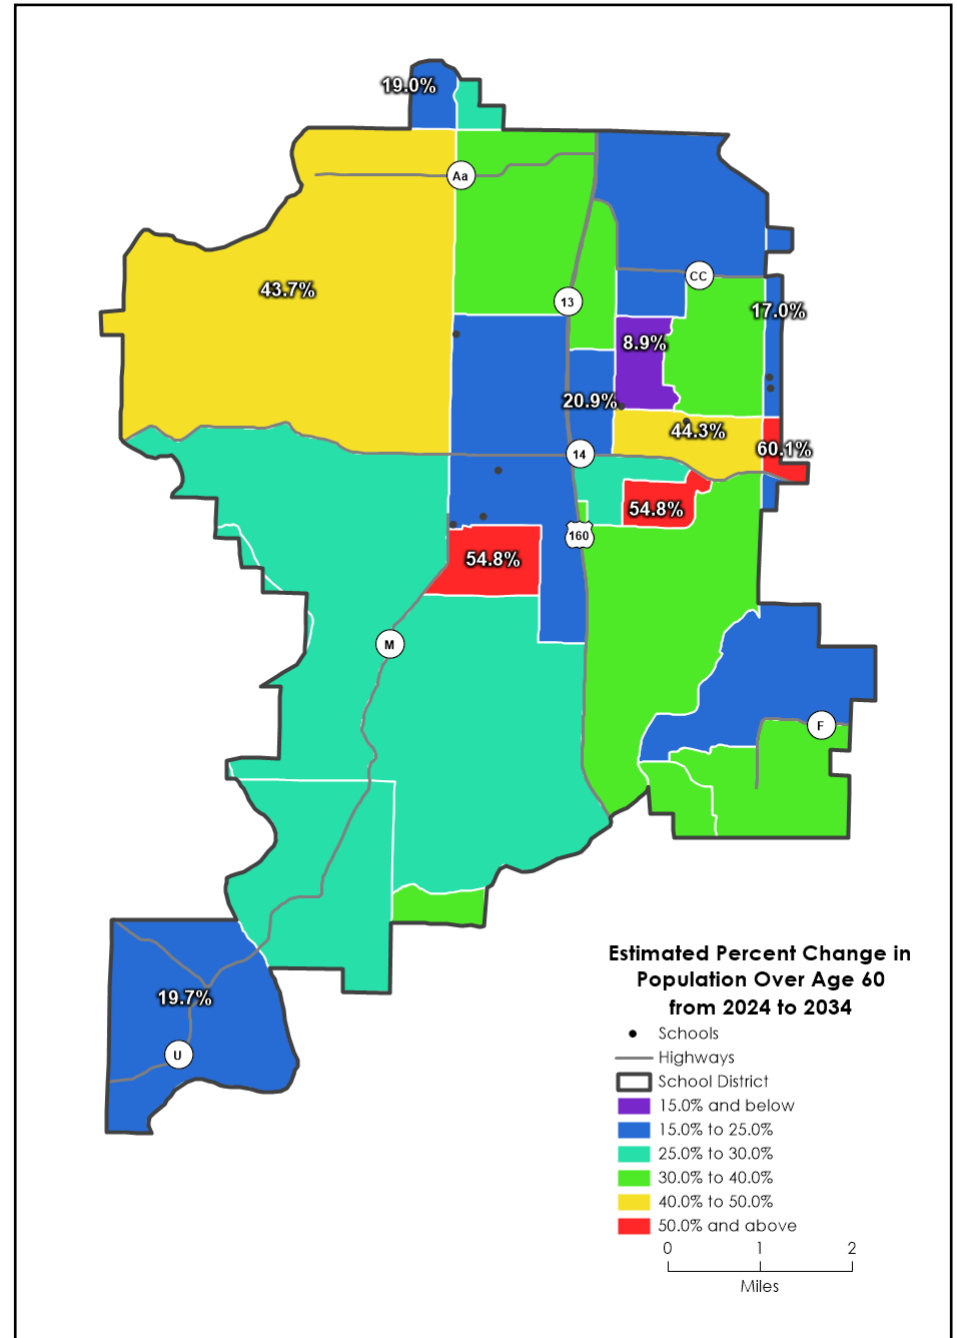 19.0%
Aa
43.7%
CC
13
17.0%
8.9%
20.9%
44.3%
60.1%
14
54.8%
160
54.8%
M
F
19.7%
U
Estimated Percent Change in
Population Over Age 60
from 2024 to 2034
Schools
Highways
School District
15.0% and below
15.0% to 25.0%
25.0% to 30.0%
30.0% to 40.0%
40.0% to 50.0%
50.0% and above
0 1 2
Miles